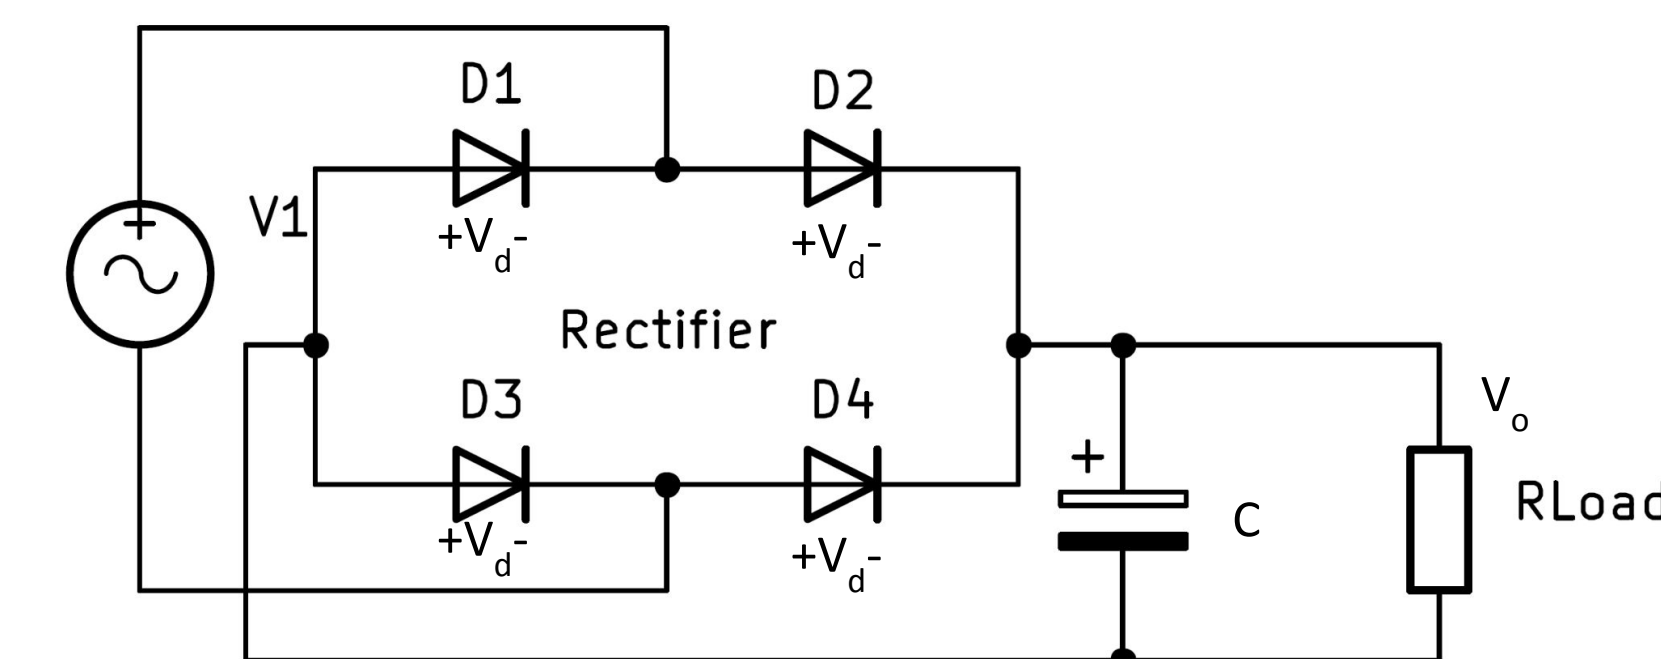 D1
D2
V1
+Vd-
+Vd-
Rectifier
D3
D4
Vo
+
C
RLoad
+Vd-
+Vd-